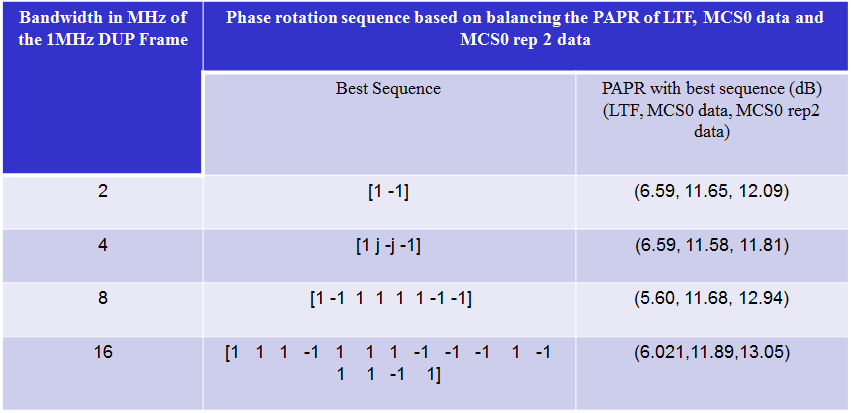 Bandwidth in MHz of
the 1MHz DUP Frame
Phase rotation sequence based on balancing the PAPR of LTF, MCS0 data and
MCS0 rep 2 data
Best Sequence
PAPR with best sequence (dB)
(LTF, MCS0 data, MCS0 rep2
data)
2
[1 -1]
(6.59, 11.65, 12.09)
4
[1 j -j -1]
(6.59, 11.58, 11.81)
8
[1 -1 1 1 1 1 -1 -1]
(5.60, 11.68, 12.94)
16
[1 1 1 -1 1 1 1 -1 -1 -1 1 -1
1 1 -1 1]
(6.021,11.89,13.05)